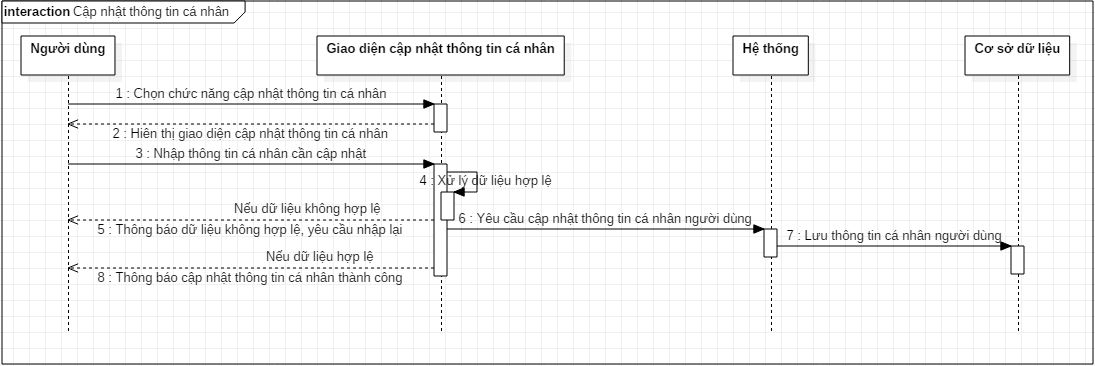 interaction Cập nhật thông tin cá nhân
Người dùng
Giao diện cập nhật thông tin cá nhân
Hệ thống
Cơ sở dữ liệu
1 : Chọn chức năng cập nhật thông tin cá nhân
2 : Hiên thị giao diện cập nhật thông tin cá nhân
3 : Nhập thông tin cá nhân cần cập nhật
4 : Xử lý dữ liệu hợp lệ
Nếu dữ liệu không hợp lệ
5 : Thông báo dữ liệu không hợp lệ, yêu cầu nhập lại
6 : Yêu cầu cập nhật thông tin cá nhân người dùng
7 : Lưu thông tin cá nhân người dùng
Nếu dữ liệu hợp lệ
8 : Thông báo cập nhật thông tin cá nhân thành công